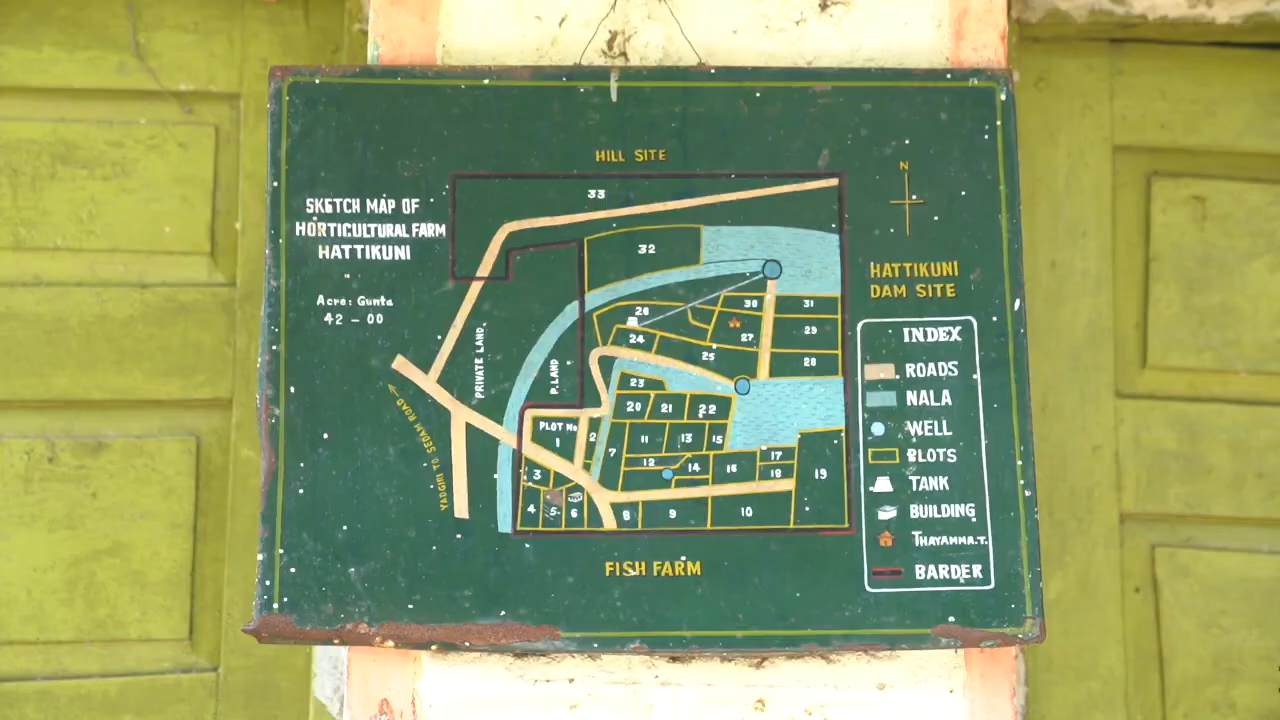 HILL SITE
N
33
SKETCH MAP OF
HORTICULTURAL FARM
HATTIKUNI
Acre: Gunta
42 - 00
32
HATTIKUNI
DAM SITE
26
30
31
27
29
24
25
28
PRIVATE LAND
P. LAND
23
20
21
22
PLOT No
1
2
7
11
13
15
12
14
16
17
18
19
3
4
5
6
8
9
10
YADGIRI TO SEDAM ROAD
FISH FARM
INDEX
ROADS
NALA
WELL
BLOTS
TANK
BUILDING
THAYAMMA.T.
BARDER